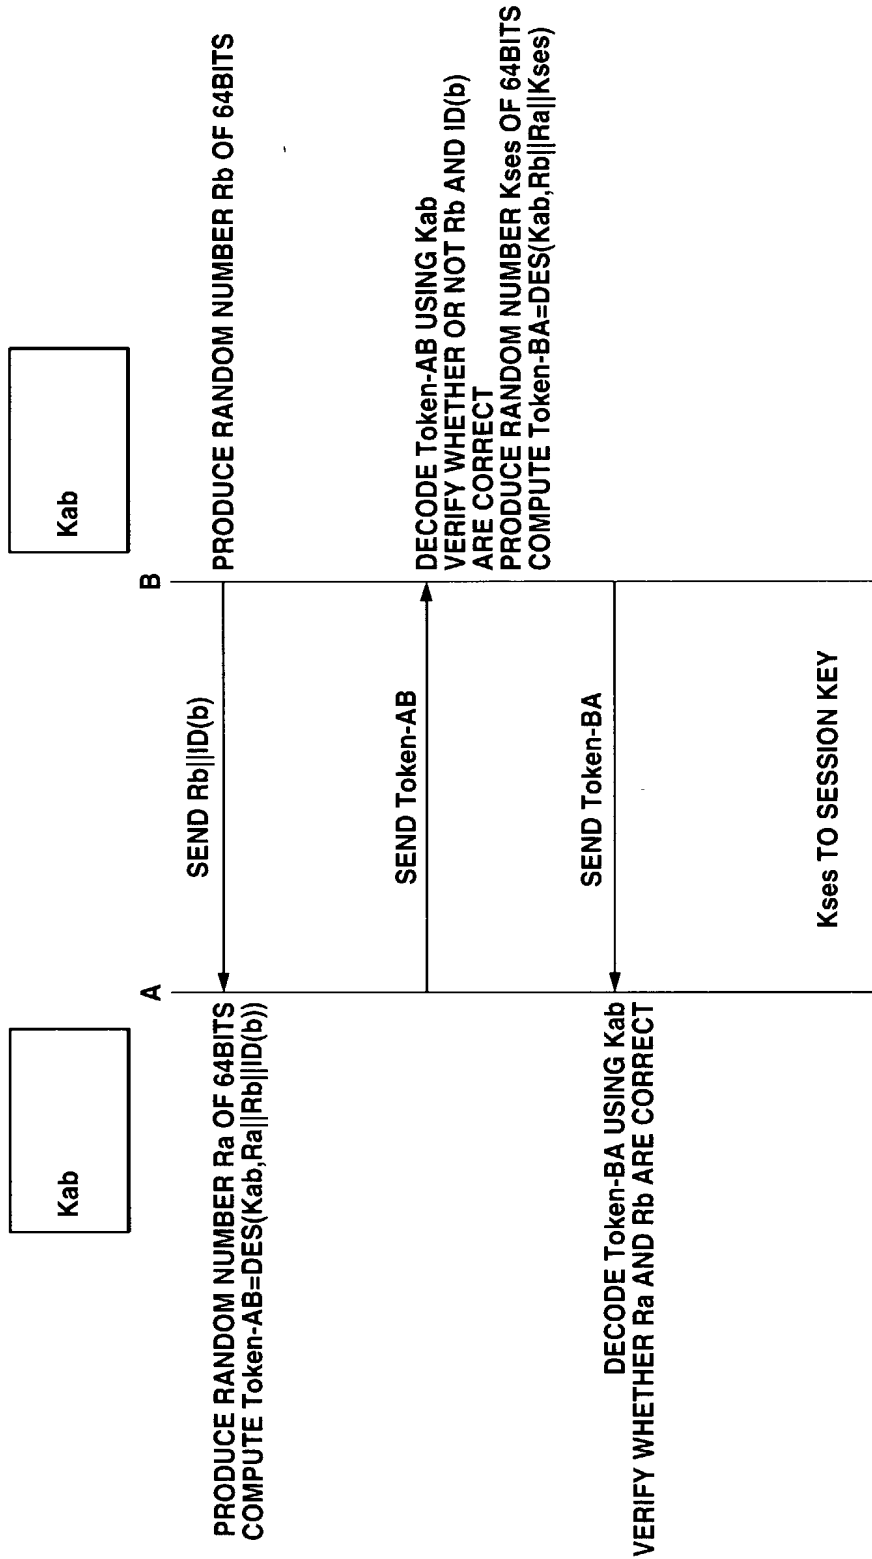 Kab
Kab
A
B
PRODUCE RANDOM NUMBER Rb OF 64BITS
SEND Rb||ID(b)
PRODUCE RANDOM NUMBER Ra OF 64BITS
COMPUTE Token-AB=DES(Kab,Ra||Rb||ID(b))
SEND Token-AB
DECODE Token-AB USING Kab
VERIFY WHETHER OR NOT Rb AND ID(b)
ARE CORRECT
PRODUCE RANDOM NUMBER Kses OF 64BITS
COMPUTE Token-BA=DES(Kab,Rb||Ra||Kses)
SEND Token-BA
DECODE Token-BA USING Kab
VERIFY WHETHER Ra AND Rb ARE CORRECT
Kses TO SESSION KEY